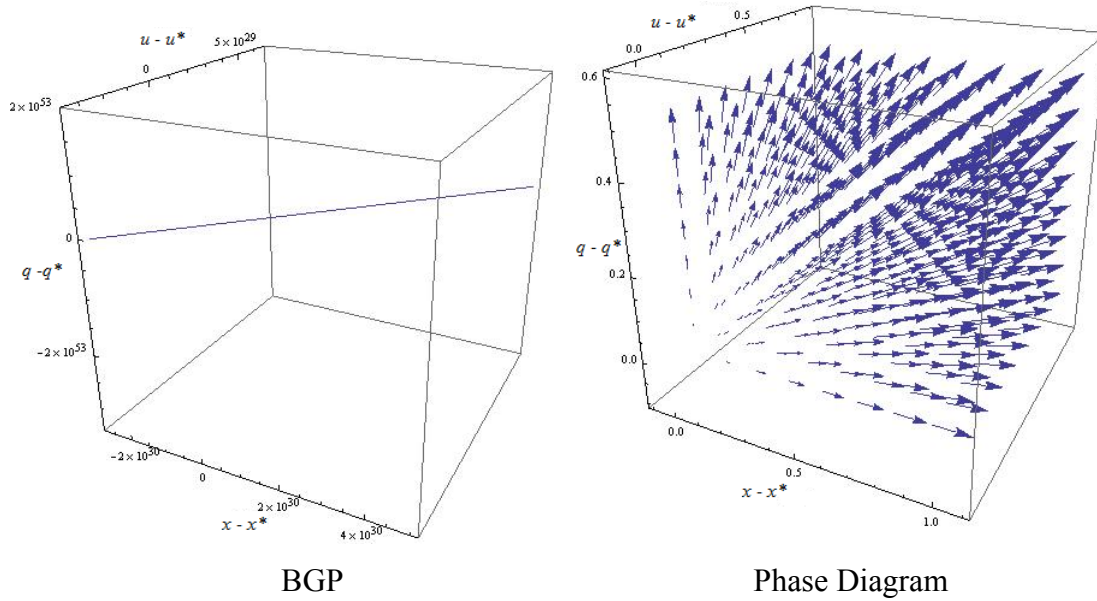 u - u*
0
5×10^29
2×10^53
0
q -q*
-2×10^53
-2×10^30
0
2×10^30
4×10^30
x - x*
BGP
u - u*
0.0
0.5
0.6
0.4
q - q*
0.2
0.0
0.0
0.5
1.0
x - x*
Phase Diagram